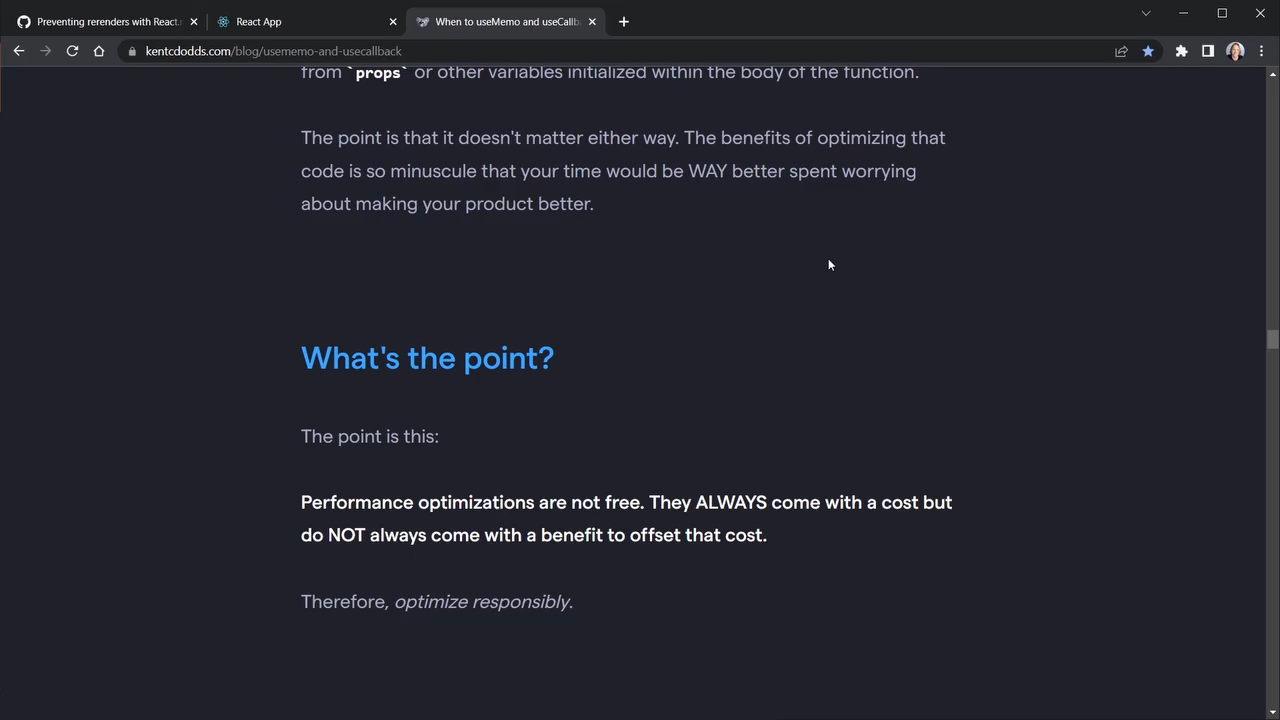 Preventing rerenders with React.
React App
When to useMemo and useCallb
kentcdodds.com/blog/usememo-and-usecallback
from `props` or other variables initialized within the body of the function.
The point is that it doesn't matter either way. The benefits of optimizing that
code is so minuscule that your time would be WAY better spent worrying
about making your product better.
What's the point?
The point is this:
Performance optimizations are not free. They ALWAYS come with a cost but
do NOT always come with a benefit to offset that cost.
Therefore, optimize responsibly.